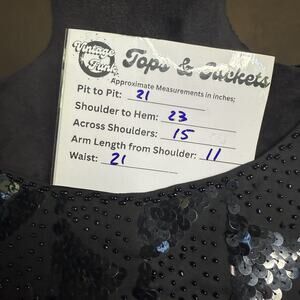 Vintage Funk
Tops & Jackets
Approximate Measurements in inches;
Pit to Pit: 21
Shoulder to Hem: 23
Across Shoulders: 15
Arm Length from Shoulder: 11
Waist: 21